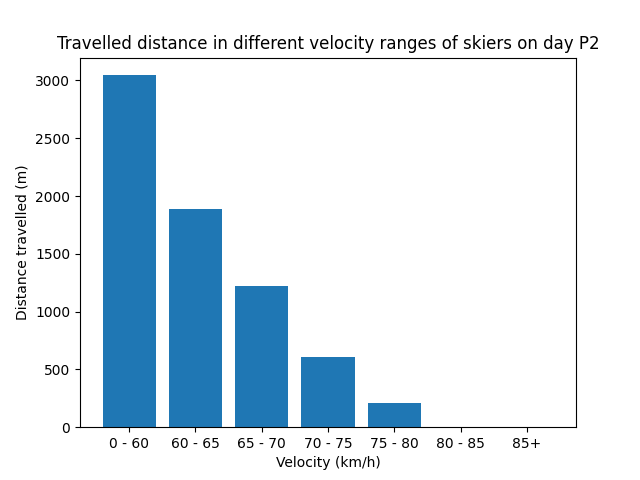 Travelled distance in different velocity ranges of skiers on day P2
3000
2500
2000
1500
1000
500
0
Distance travelled (m)
0 - 60 60 - 65 65 - 70 70 - 75 75 - 80 80 - 85 85+
Velocity (km/h)